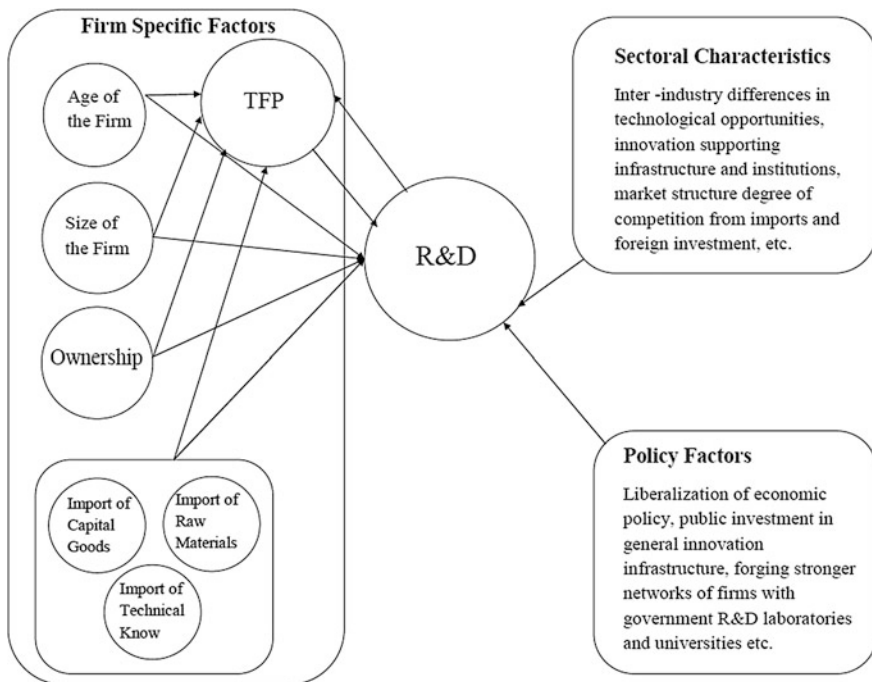 Firm Specific Factors
Age of
the Firm
TFP
Size of
the Firm
Ownership
Import of
Capital
Goods
Import of
Raw
Materials
Import of
Technical
Know
R&D
Sectoral Characteristics
Inter -industry differences in
technological opportunities,
innovation supporting
infrastructure and institutions,
market structure degree of
competition from imports and
foreign investment, etc.
Policy Factors
Liberalization of economic
policy, public investment in
general innovation
infrastructure, forging stronger
networks of firms with
government R&D laboratories
and universities etc.